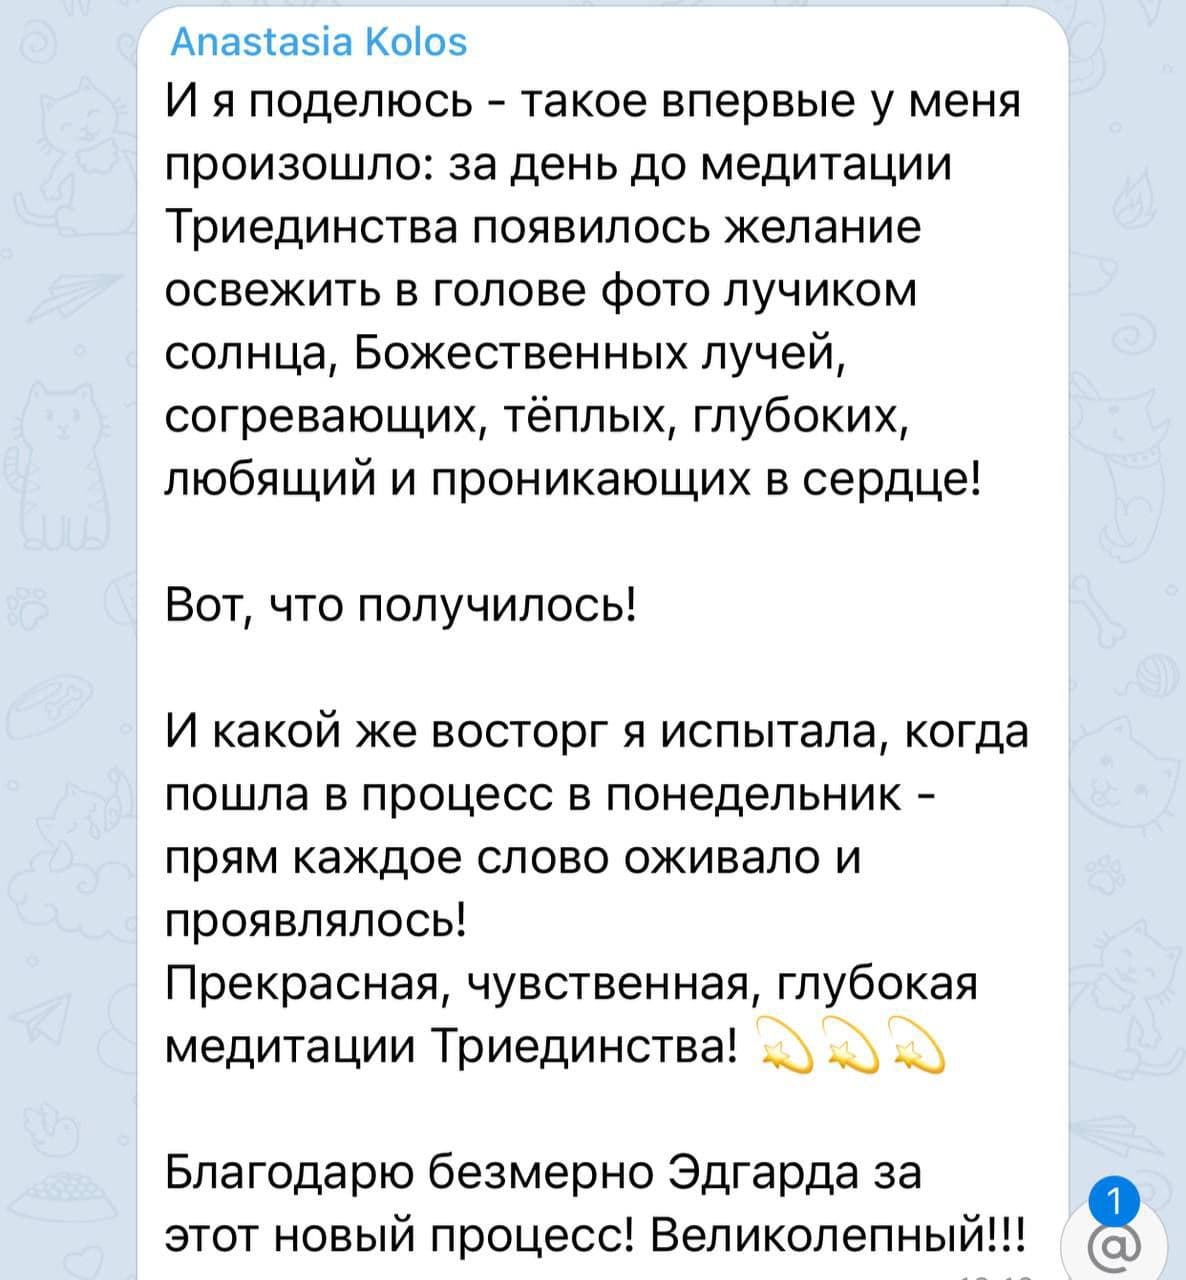 Anastasia Kolos
И я поделюсь - такое впервые у меня
произошло: за день до медитации
Триединства появилось желание
освежить в голове фото лучиком
солнца, Божественных лучей,
согревающих, тёплых, глубоких,
любящий и проникающих в сердце!
Вот, что получилось!
И какой же восторг я испытала, когда
пошла в процесс в понедельник -
прям каждое слово оживало и
проявлялось!
Прекрасная, чувственная, глубокая
медитации Триединства! 💫💫💫
Благодарю безмерно Эдгарда за
этот новый процесс! Великолепный!!!
1
@